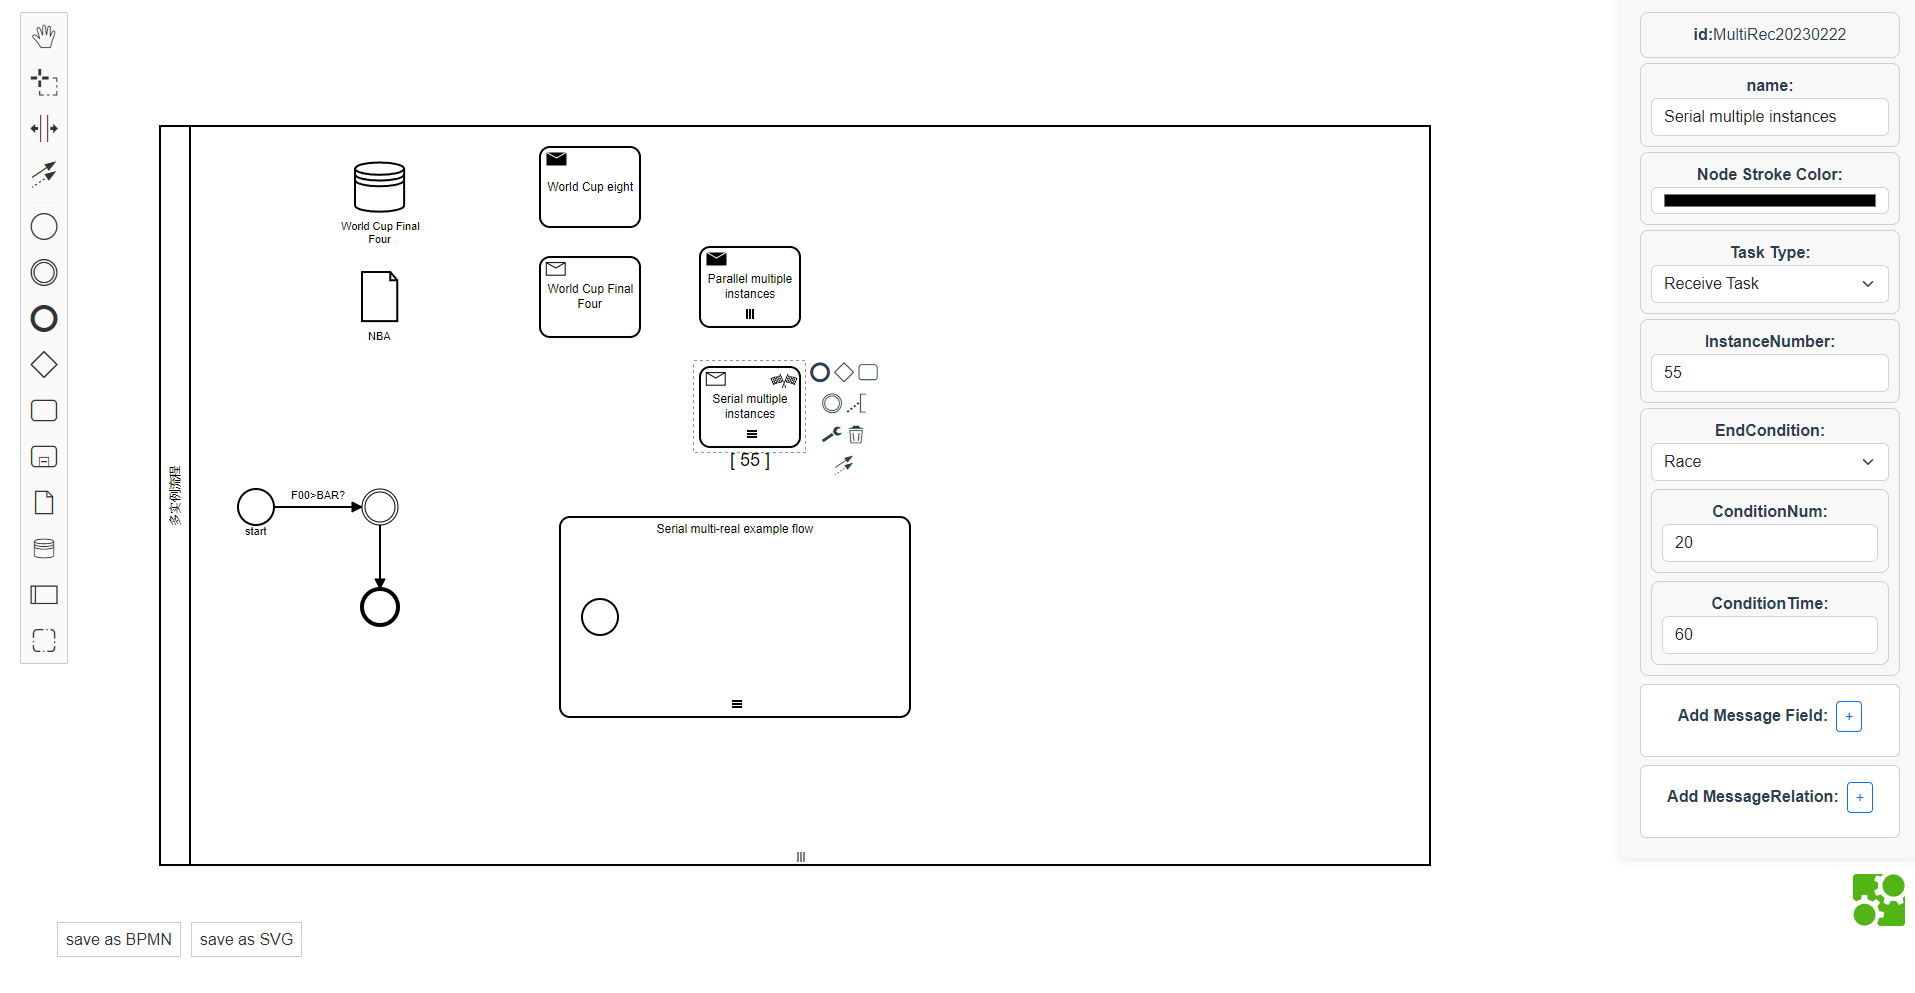 World Cup Final
Four
NBA
World Cup eight
World Cup Final
Four
Parallel multiple
instances
Serial multiple
instances
[ 55 ]
多实例流程
F00>BAR?
start
Serial multi-real example flow
save as BPMN
save as SVG
id:MultiRec20230222
name:
Serial multiple instances
Node Stroke Color:
Task Type:
Receive Task
InstanceNumber:
55
EndCondition:
Race
ConditionNum:
20
ConditionTime:
60
Add Message Field: +
Add MessageRelation: +